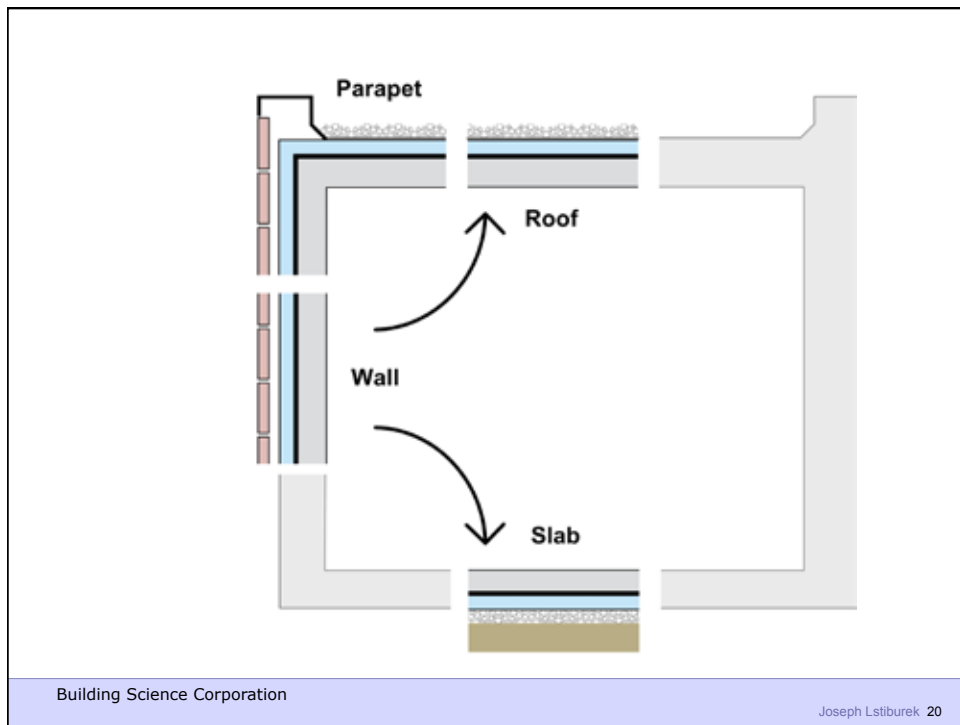 Parapet
Roof
Wall
Slab
Building Science Corporation
Joseph Lstiburek 20